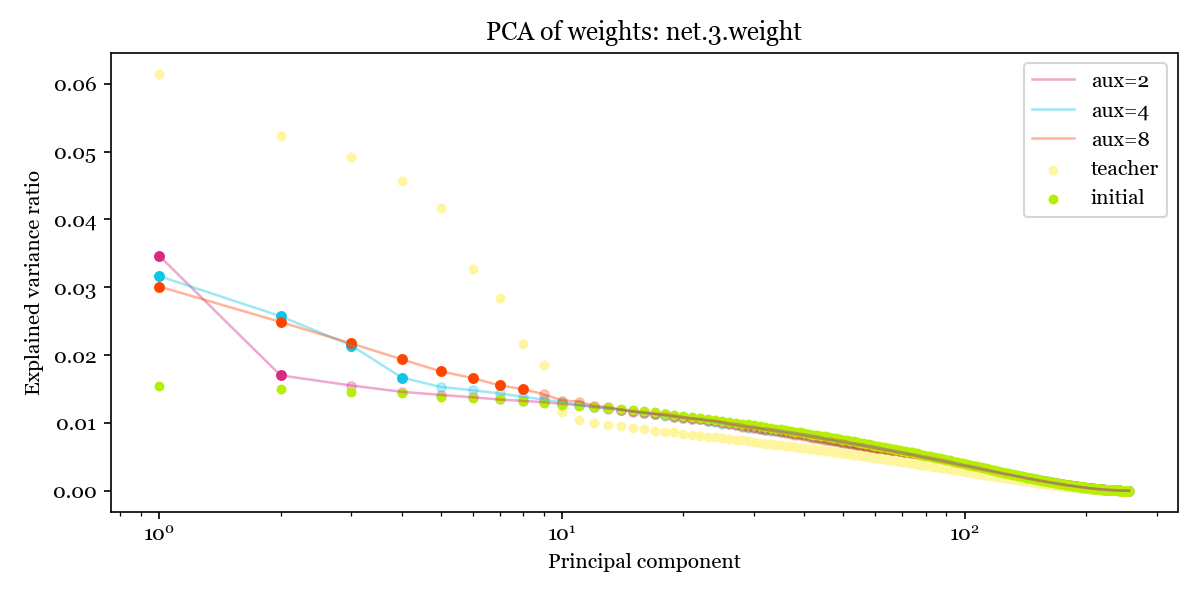 PCA of weights: net.3.weight
Explained variance ratio
0.06
0.05
0.04
0.03
0.02
0.01
0.00
aux=2
aux=4
aux=8
teacher
initial
10⁰
10¹
10²
Principal component